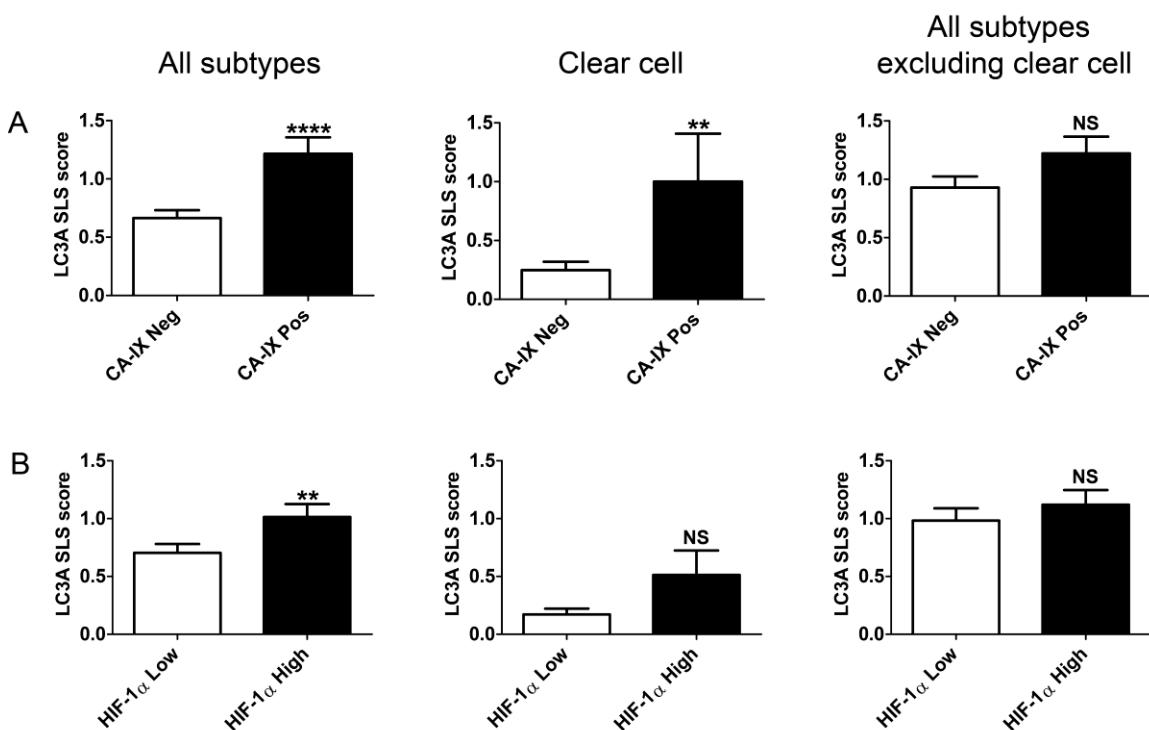 All subtypes
Clear cell
All subtypes
excluding clear cell
A
LC3A SLS score
1.5
1.0
0.5
0.0
****
CA-IX Neg
CA-IX Pos
LC3A SLS score
1.5
1.0
0.5
0.0
**
CA-IX Neg
CA-IX Pos
LC3A SLS score
1.5
1.0
0.5
0.0
NS
CA-IX Neg
CA-IX Pos
B
LC3A SLS score
1.5
1.0
0.5
0.0
**
HIF-1α Low
HIF-1α High
LC3A SLS score
1.5
1.0
0.5
0.0
NS
HIF-1α Low
HIF-1α High
LC3A SLS score
1.5
1.0
0.5
0.0
NS
HIF-1α Low
HIF-1α High